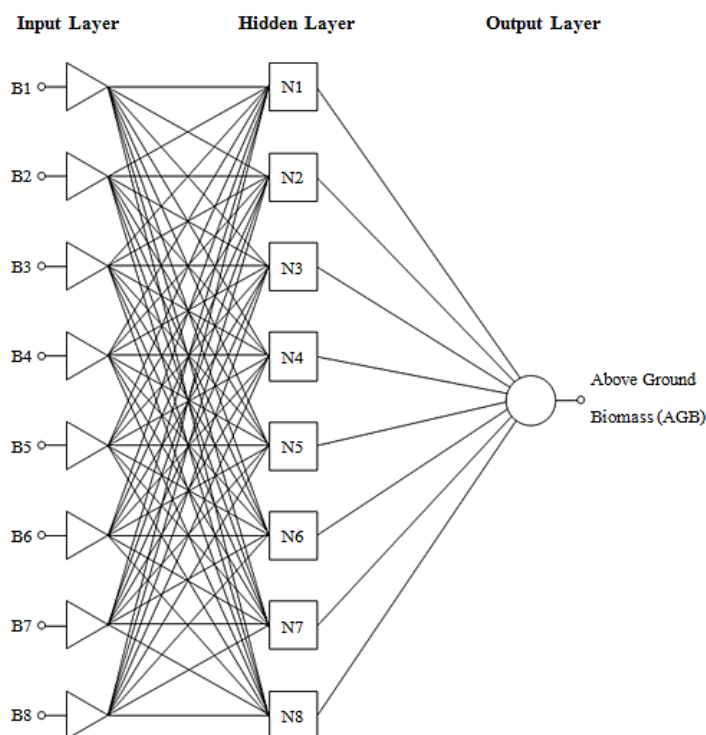 Input Layer
Hidden Layer
Output Layer
B1
N1
B2
N2
B3
N3
B4
N4
Above Ground
Biomass (AGB)
B5
N5
B6
N6
B7
N7
B8
N8